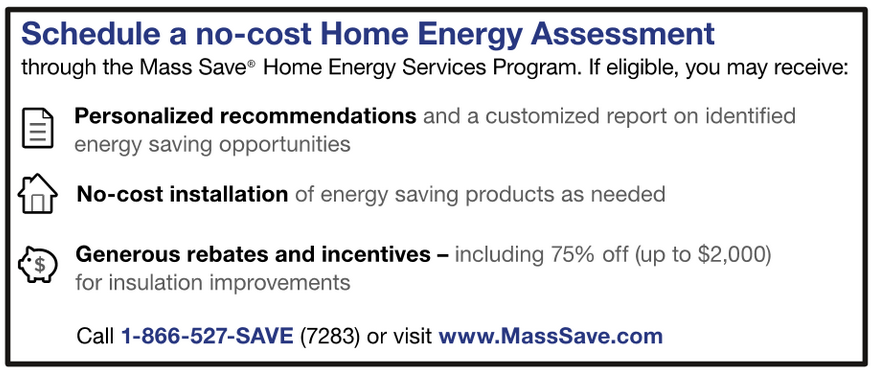 Schedule a no-cost Home Energy Assessment
through the Mass Save® Home Energy Services Program. If eligible, you may receive:
Personalized recommendations and a customized report on identified
energy saving opportunities
No-cost installation of energy saving products as needed
$
Generous rebates and incentives – including 75% off (up to $2,000)
for insulation improvements
Call 1-866-527-SAVE (7283) or visit www.MassSave.com